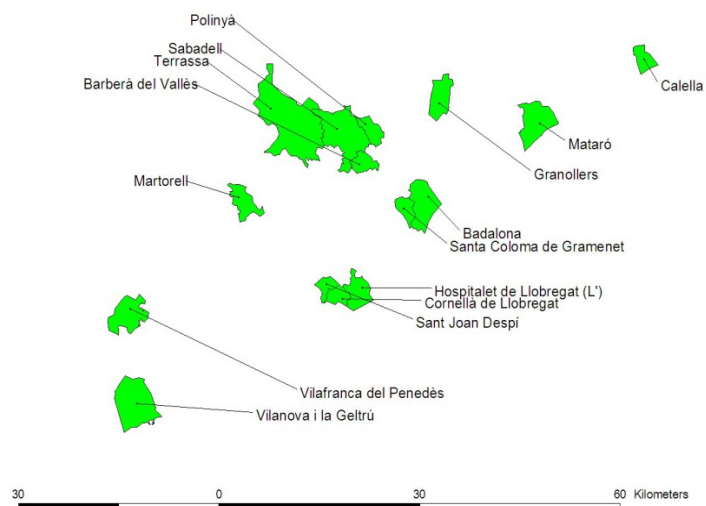 Polinyà
Sabadell
Terrassa
Barberà del Vallès
Calella
Mataró
Granollers
Martorell
Badalona
Santa Coloma de Gramenet
Hospitalet de Llobregat (L')
Cornellà de Llobregat
Sant Joan Despí
Vilafranca del Penedès
Vilanova i la Geltrú
30 0 30 60 Kilometers